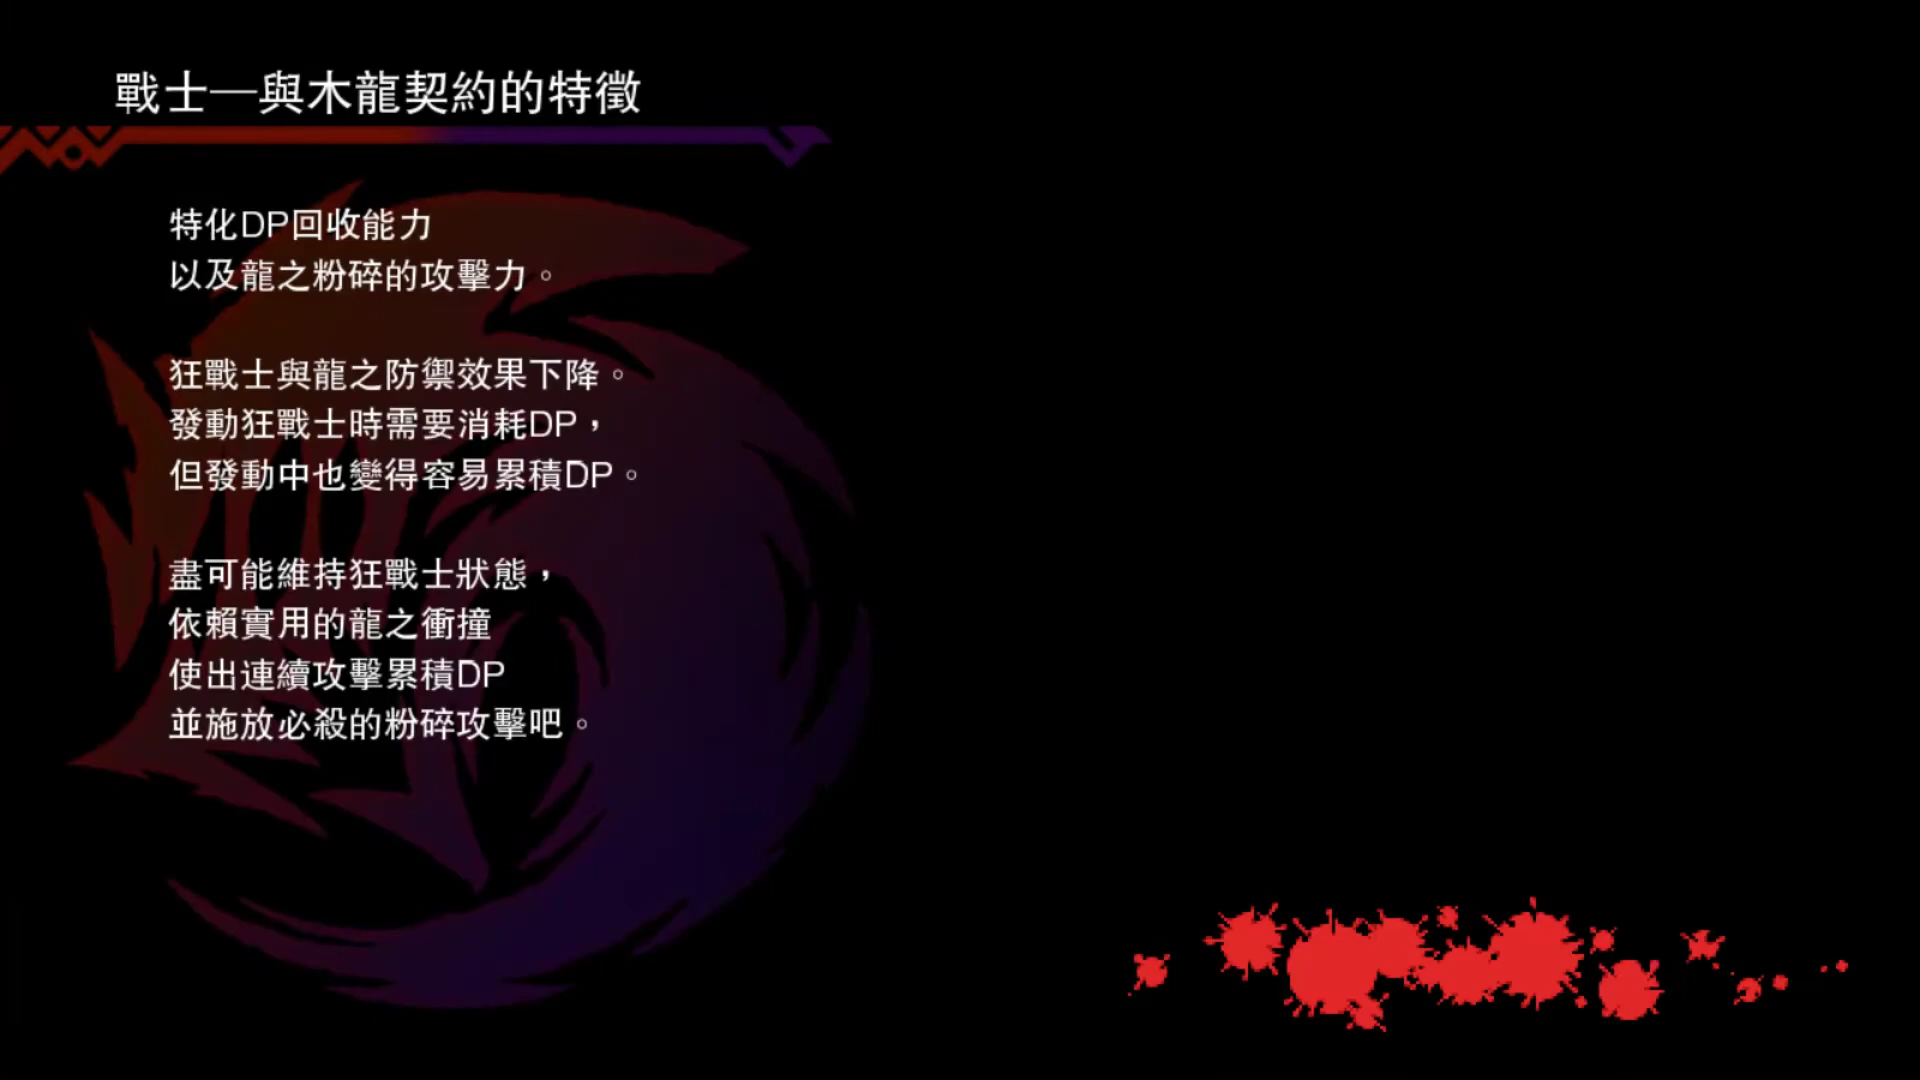 戰士—與木龍契約的特徵
特化DP回收能力
以及龍之粉碎的攻擊力。
狂戰士與龍之防禦效果下降。
發動狂戰士時需要消耗DP，
但發動中也變得容易累積DP。
盡可能維持狂戰士狀態，
依賴實用的龍之衝撞
使出連續攻擊累積DP
並施放必殺的粉碎攻擊吧。